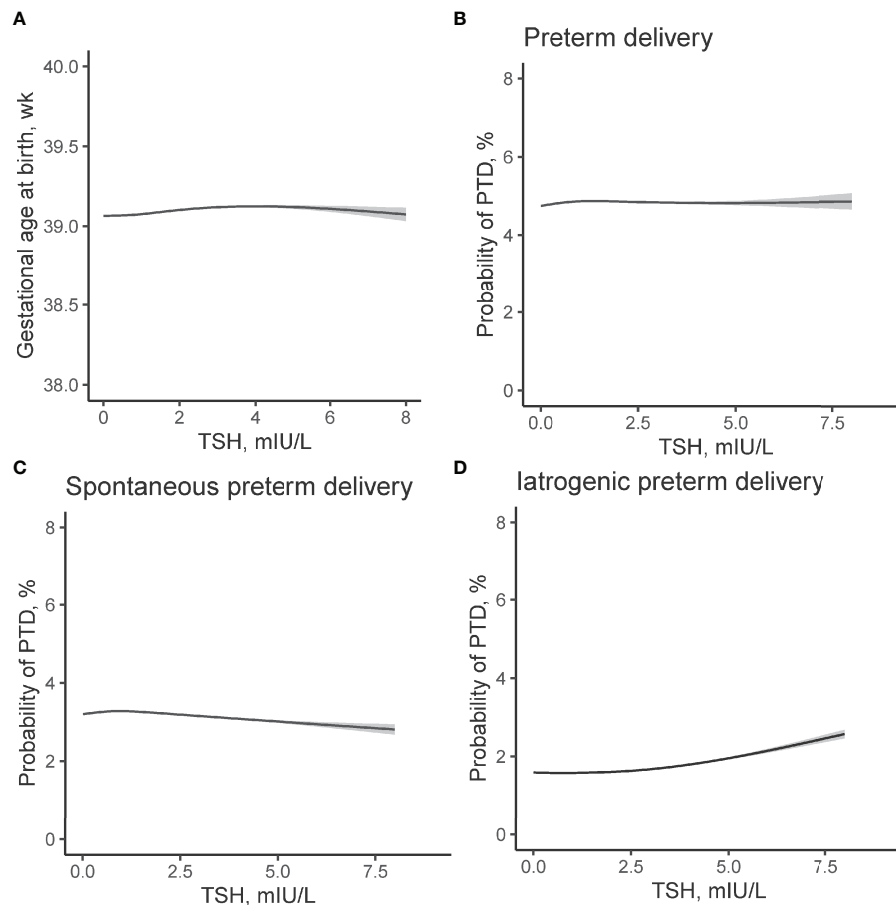 A
40.0
39.5
39.0
38.5
38.0
Gestational age at birth, wk
0 2 4 6 8
TSH, mIU/L
B
Preterm delivery
8
6
4
2
0
Probability of PTD, %
0.0 2.5 5.0 7.5
TSH, mIU/L
C
Spontaneous preterm delivery
8
6
4
2
0
Probability of PTD, %
0.0 2.5 5.0 7.5
TSH, mIU/L
D
Iatrogenic preterm delivery
8
6
4
2
0
Probability of PTD, %
0.0 2.5 5.0 7.5
TSH, mIU/L